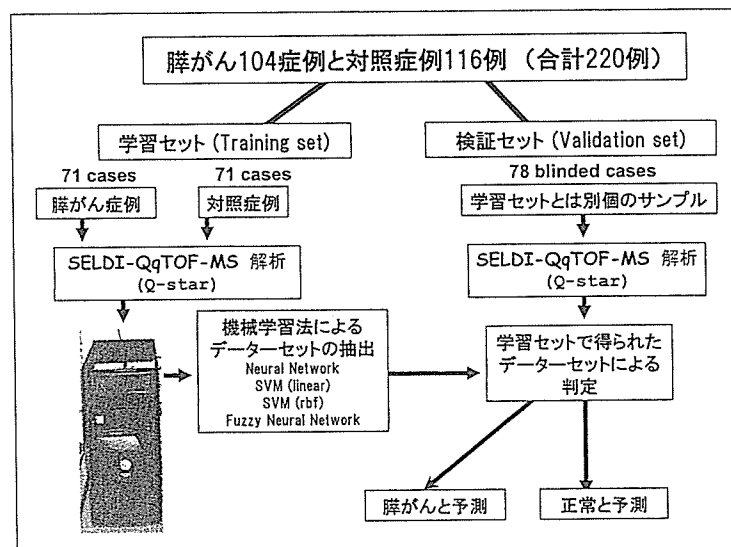 膵がん104症例と対照症例116例 (合計220例)
学習セット (Training set)
検証セット (Validation set)
71 cases
71 cases
78 blinded cases
膵がん症例
対照症例
学習セットとは別個のサンプル
SELDI-QqTOF-MS 解析
(Q-star)
SELDI-QqTOF-MS 解析
(Q-star)
機械学習法による
データーセットの抽出
Neural Network
SVM (linear)
SVM (rbf)
Fuzzy Neural Network
学習セットで得られた
データーセットによる
判定
膵がんと予測
正常と予測